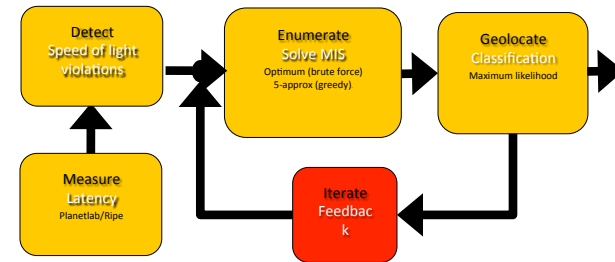 Detect
Speed of light
violations
Enumerate
Solve MIS
Optimum (brute force)
5-approx (greedy)
Geolocate
Classification
Maximum likelihood
Measure
Latency
Planetlab/Ripe
Iterate
Feedbac
k